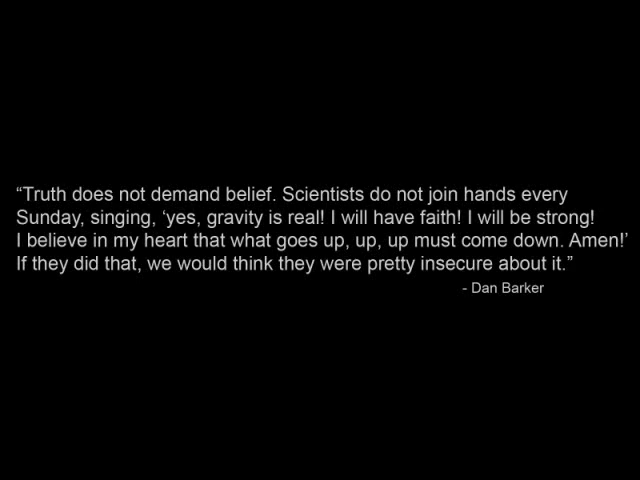 “Truth does not demand belief. Scientists do not join hands every
Sunday, singing, ‘yes, gravity is real! I will have faith! I will be strong!
I believe in my heart that what goes up, up, up must come down. Amen!’
If they did that, we would think they were pretty insecure about it.”
- Dan Barker